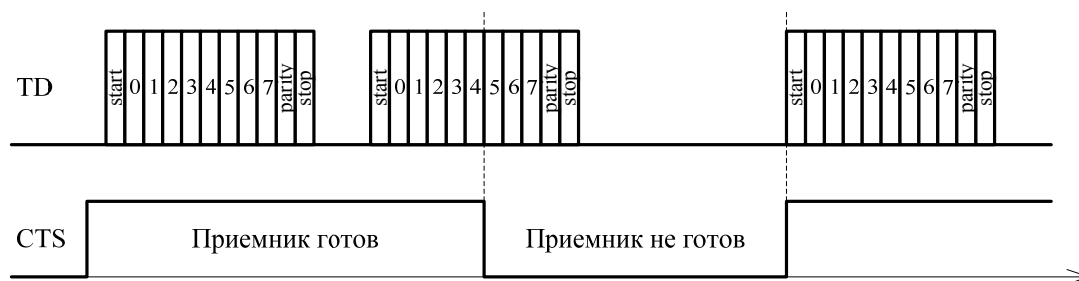 TD start 0 1 2 3 4 5 6 7 parity stop start 0 1 2 3 4 5 6 7 parity stop start 0 1 2 3 4 5 6 7 parity stop
CTS Приемник готов Приемник не готов